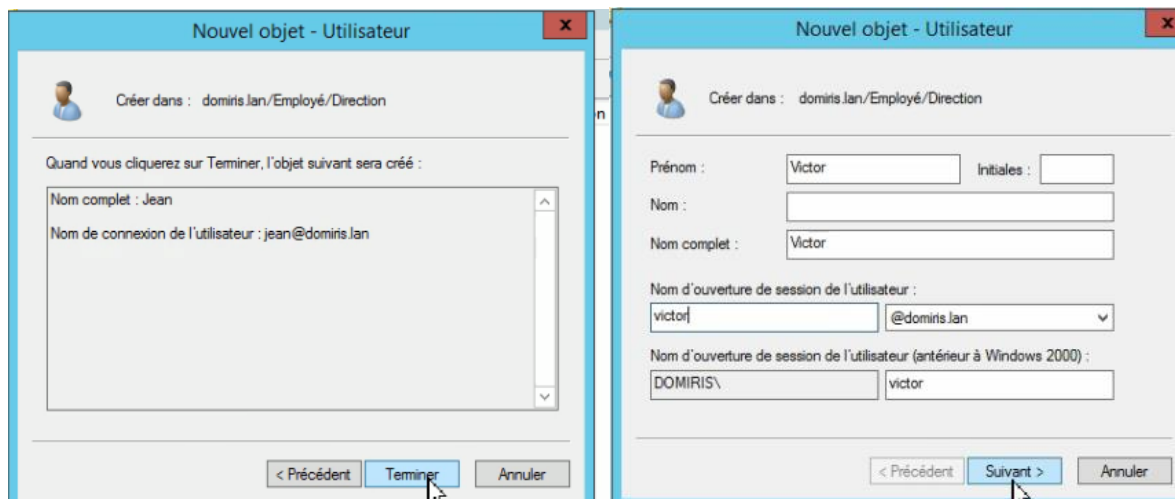 Nouvel objet - Utilisateur
Créer dans : domiris.lan/Employé/Direction
Quand vous cliquerez sur Terminer, l'objet suivant sera créé :
Nom complet : Jean
Nom de connexion de l'utilisateur : jean@domiris.lan
< Précédent Terminer Annuler
n
Nouvel objet - Utilisateur
Créer dans : domiris.lan/Employé/Direction
Prénom : Victor Initiales :
Nom :
Nom complet : Victor
Nom d'ouverture de session de l'utilisateur :
victor @domiris.lan
Nom d'ouverture de session de l'utilisateur (antérieur à Windows 2000) :
DOMIRIS\ victor
< Précédent Suivant > Annuler